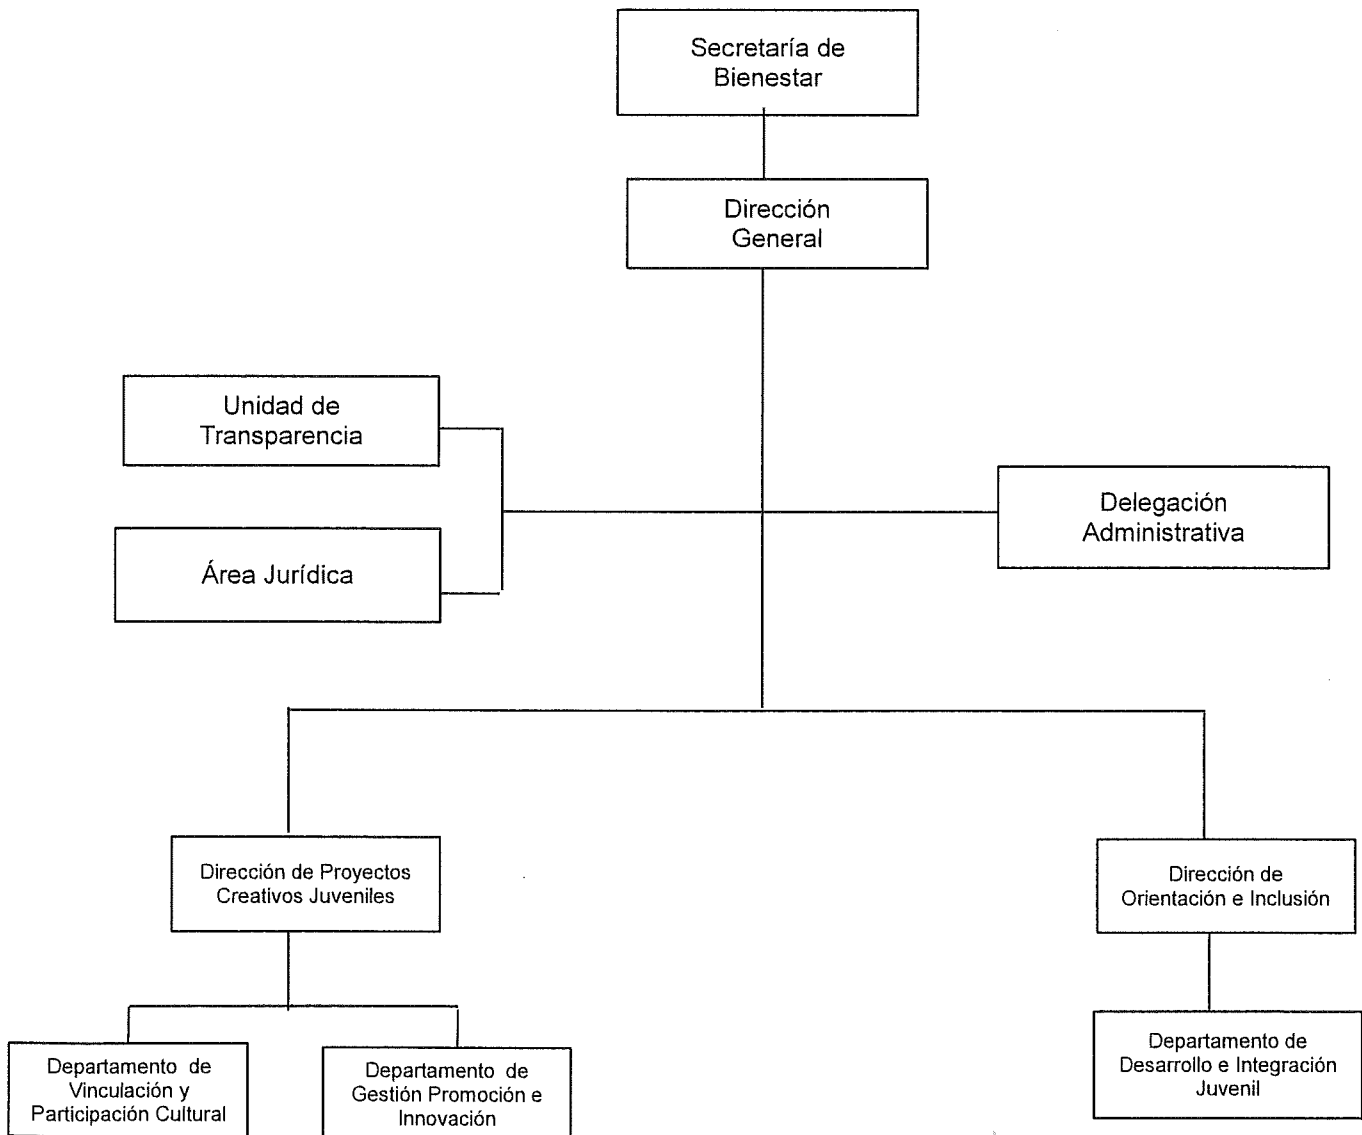 Secretaría de
Bienestar
Dirección
General
Unidad de
Transparencia
Delegación
Administrativa
Área Jurídica
Dirección de Proyectos
Creativos Juveniles
Dirección de
Orientación e Inclusión
Departamento de
Vinculación y
Participación Cultural
Departamento de
Gestión Promoción e
Innovación
Departamento de
Desarrollo e Integración
Juvenil